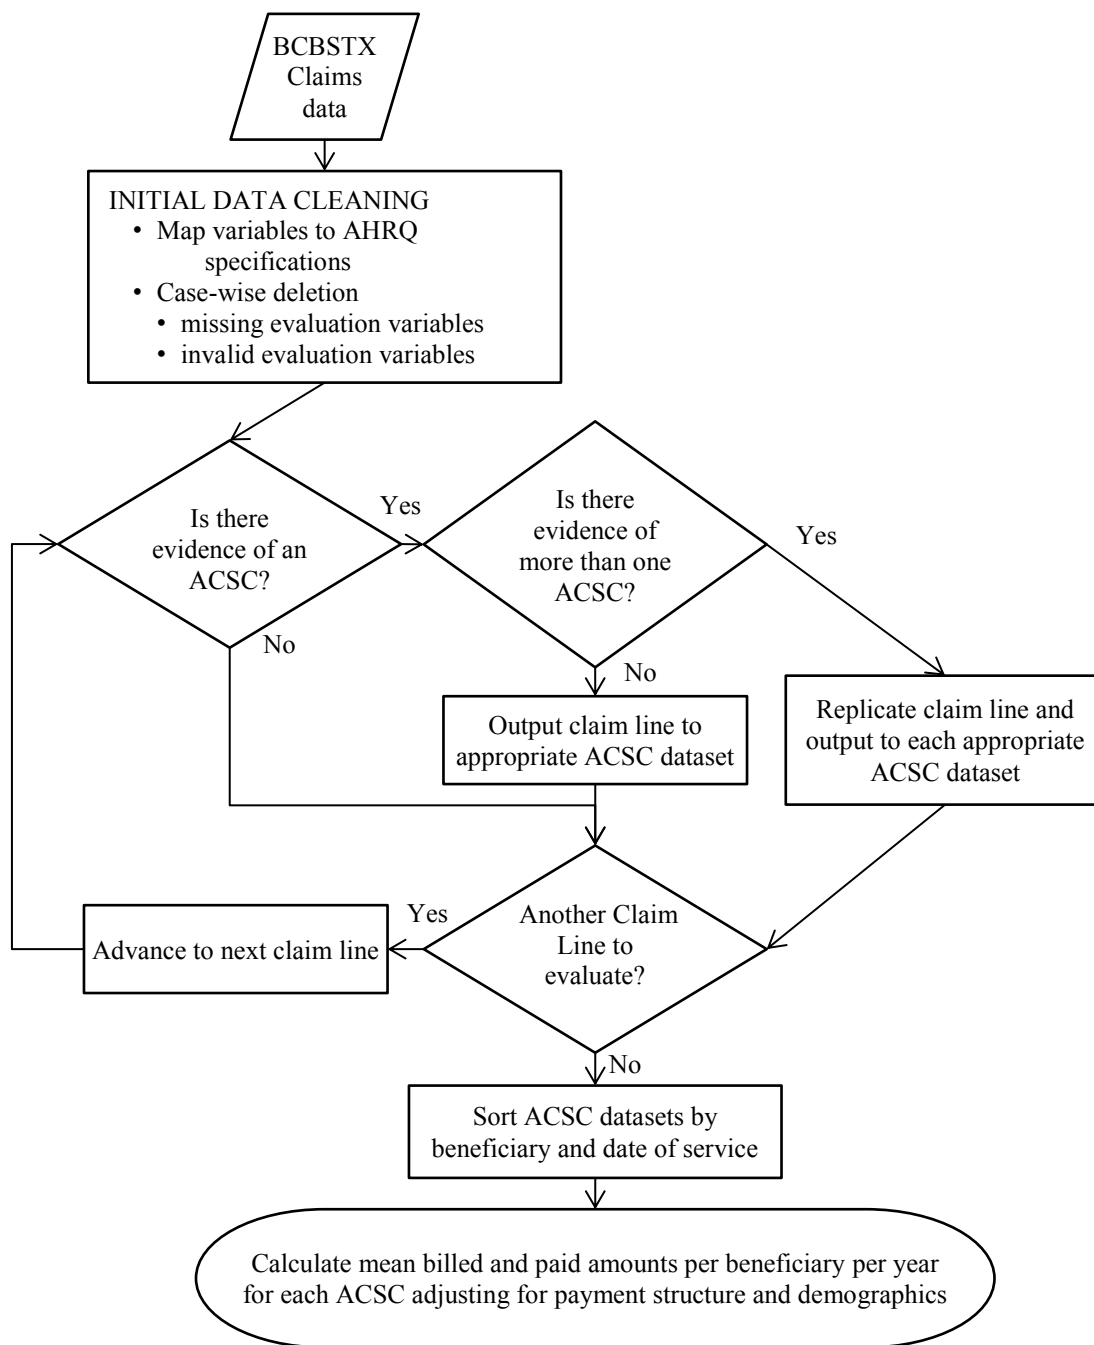 BCBSTX
Claims
data
INITIAL DATA CLEANING
• Map variables to AHRQ
specifications
• Case-wise deletion
• missing evaluation variables
• invalid evaluation variables
Is there
evidence of an
ACSC?
Yes
No
Is there
evidence of
more than one
ACSC?
Yes
No
Output claim line to
appropriate ACSC dataset
Replicate claim line and
output to each appropriate
ACSC dataset
Another Claim
Line to
evaluate?
Yes
Advance to next claim line
No
Sort ACSC datasets by
beneficiary and date of service
Calculate mean billed and paid amounts per beneficiary per year
for each ACSC adjusting for payment structure and demographics